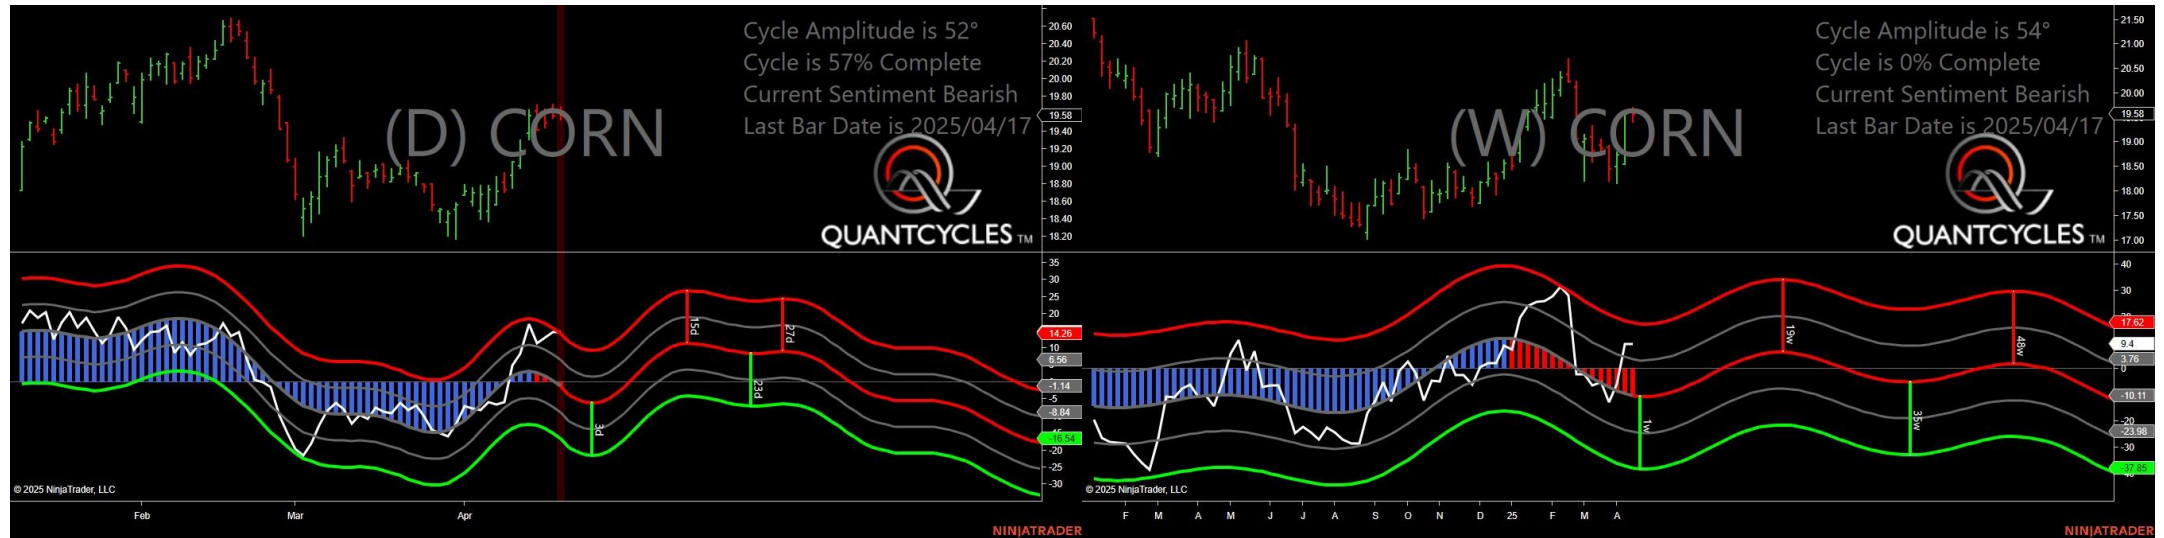 Cycle Amplitude is 52°
Cycle is 57% Complete
Current Sentiment Bearish
Last Bar Date is 2025/04/17
(D) CORN
QUANTCYCLES TM
20.60
20.40
20.20
20.00
19.80
19.58
19.40
19.20
19.00
18.80
18.60
18.40
18.20
35
30
25
20
14.26
10
6.56
-1.14
-5
-8.84
-16.54
-20
-25
-30
15d
27d
3d
23d
© 2025 NinjaTrader, LLC
Feb
Mar
Apr
NINJATRADER
Cycle Amplitude is 54°
Cycle is 0% Complete
Current Sentiment Bearish
Last Bar Date is 2025/04/17
(W) CORN
QUANTCYCLES TM
21.50
21.00
20.50
20.00
19.58
19.00
18.50
18.00
17.50
17.00
40
30
17.62
9.4
3.76
0
-10.11
-20
-23.98
-30
-37.85
19w
48w
1w
35w
© 2025 NinjaTrader, LLC
F M A M J J A S O N D 25 F M A
NINJATRADER